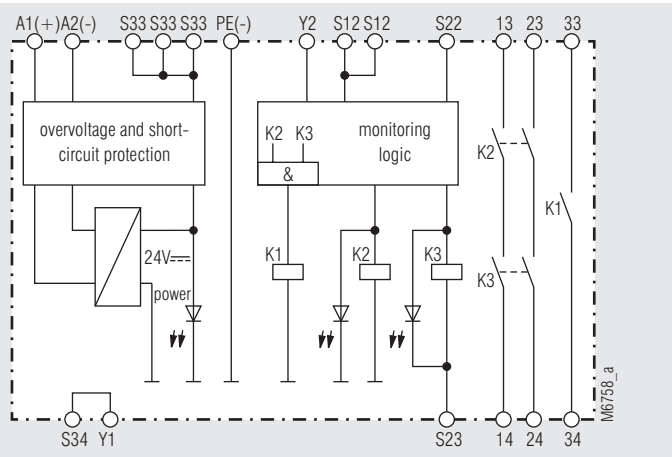 A1(+) A2(-) S33 S33 S33 PE(-) Y2 S12 S12 S22 13 23 33
overvoltage and short-
circuit protection
K2 K3
monitoring
logic
&
K2
K1
24V
power
K1 K2 K3
K3
S34 Y1 S23 14 24 34
M6758_a